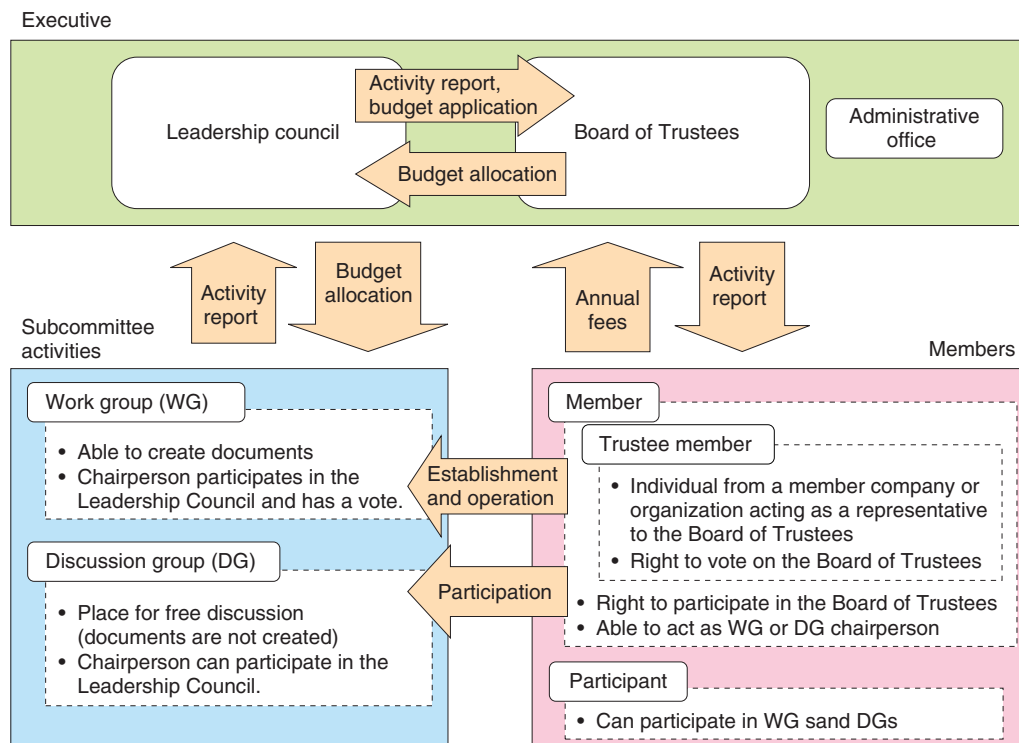 Executive
Leadership council
Activity report,
budget application
Board of Trustees
Administrative
office
Budget allocation
Activity
report
Budget
allocation
Annual
fees
Activity
report
Subcommittee
activities
Members
Work group (WG)
• Able to create documents
• Chairperson participates in the
Leadership Council and has a vote.
Discussion group (DG)
• Place for free discussion
(documents are not created)
• Chairperson can participate in the
Leadership Council.
Establishment
and operation
Participation
Member
Trustee member
• Individual from a member company or
organization acting as a representative
to the Board of Trustees
• Right to vote on the Board of Trustees
• Right to participate in the Board of Trustees
• Able to act as WG or DG chairperson
Participant
• Can participate in WG sand DGs